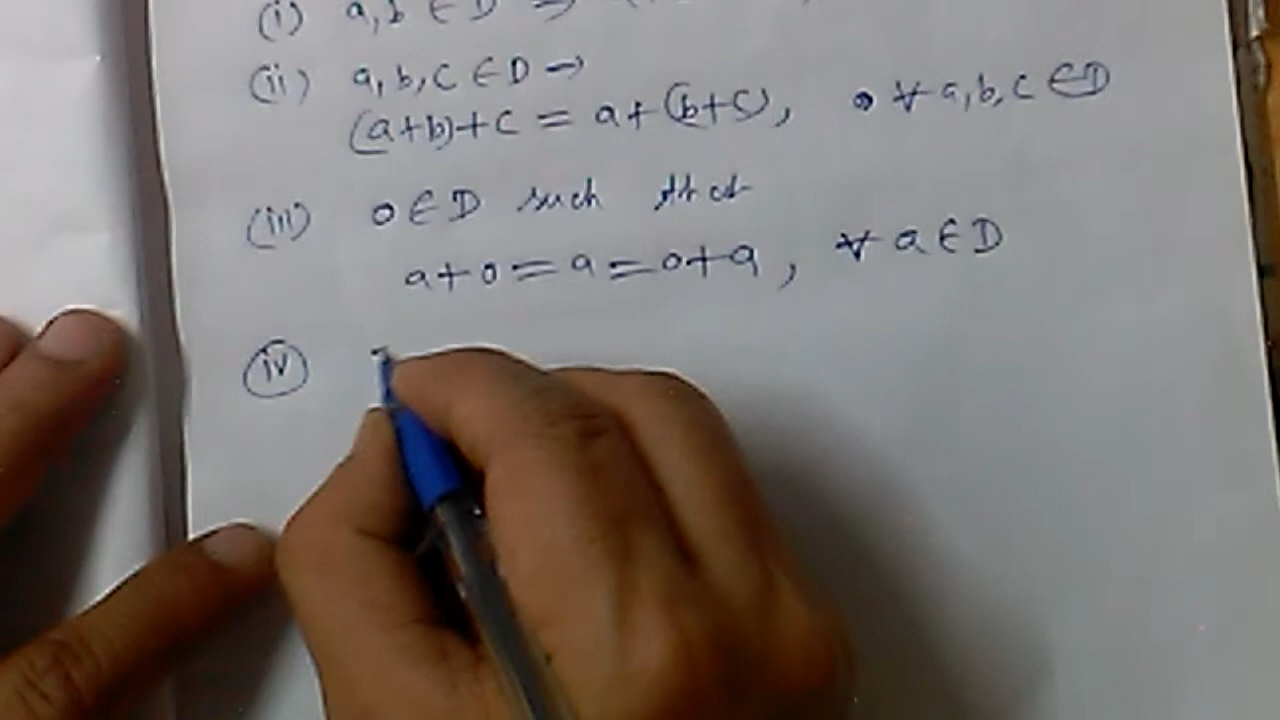 (i) a, b ∈ D ⇒
(ii) a, b, c ∈ D →
(a+b)+c = a+(b+c), ∀ a, b, c ∈ D
(iii) 0 ∈ D such that
a+0 = a = 0+a, ∀ a ∈ D
(iv)